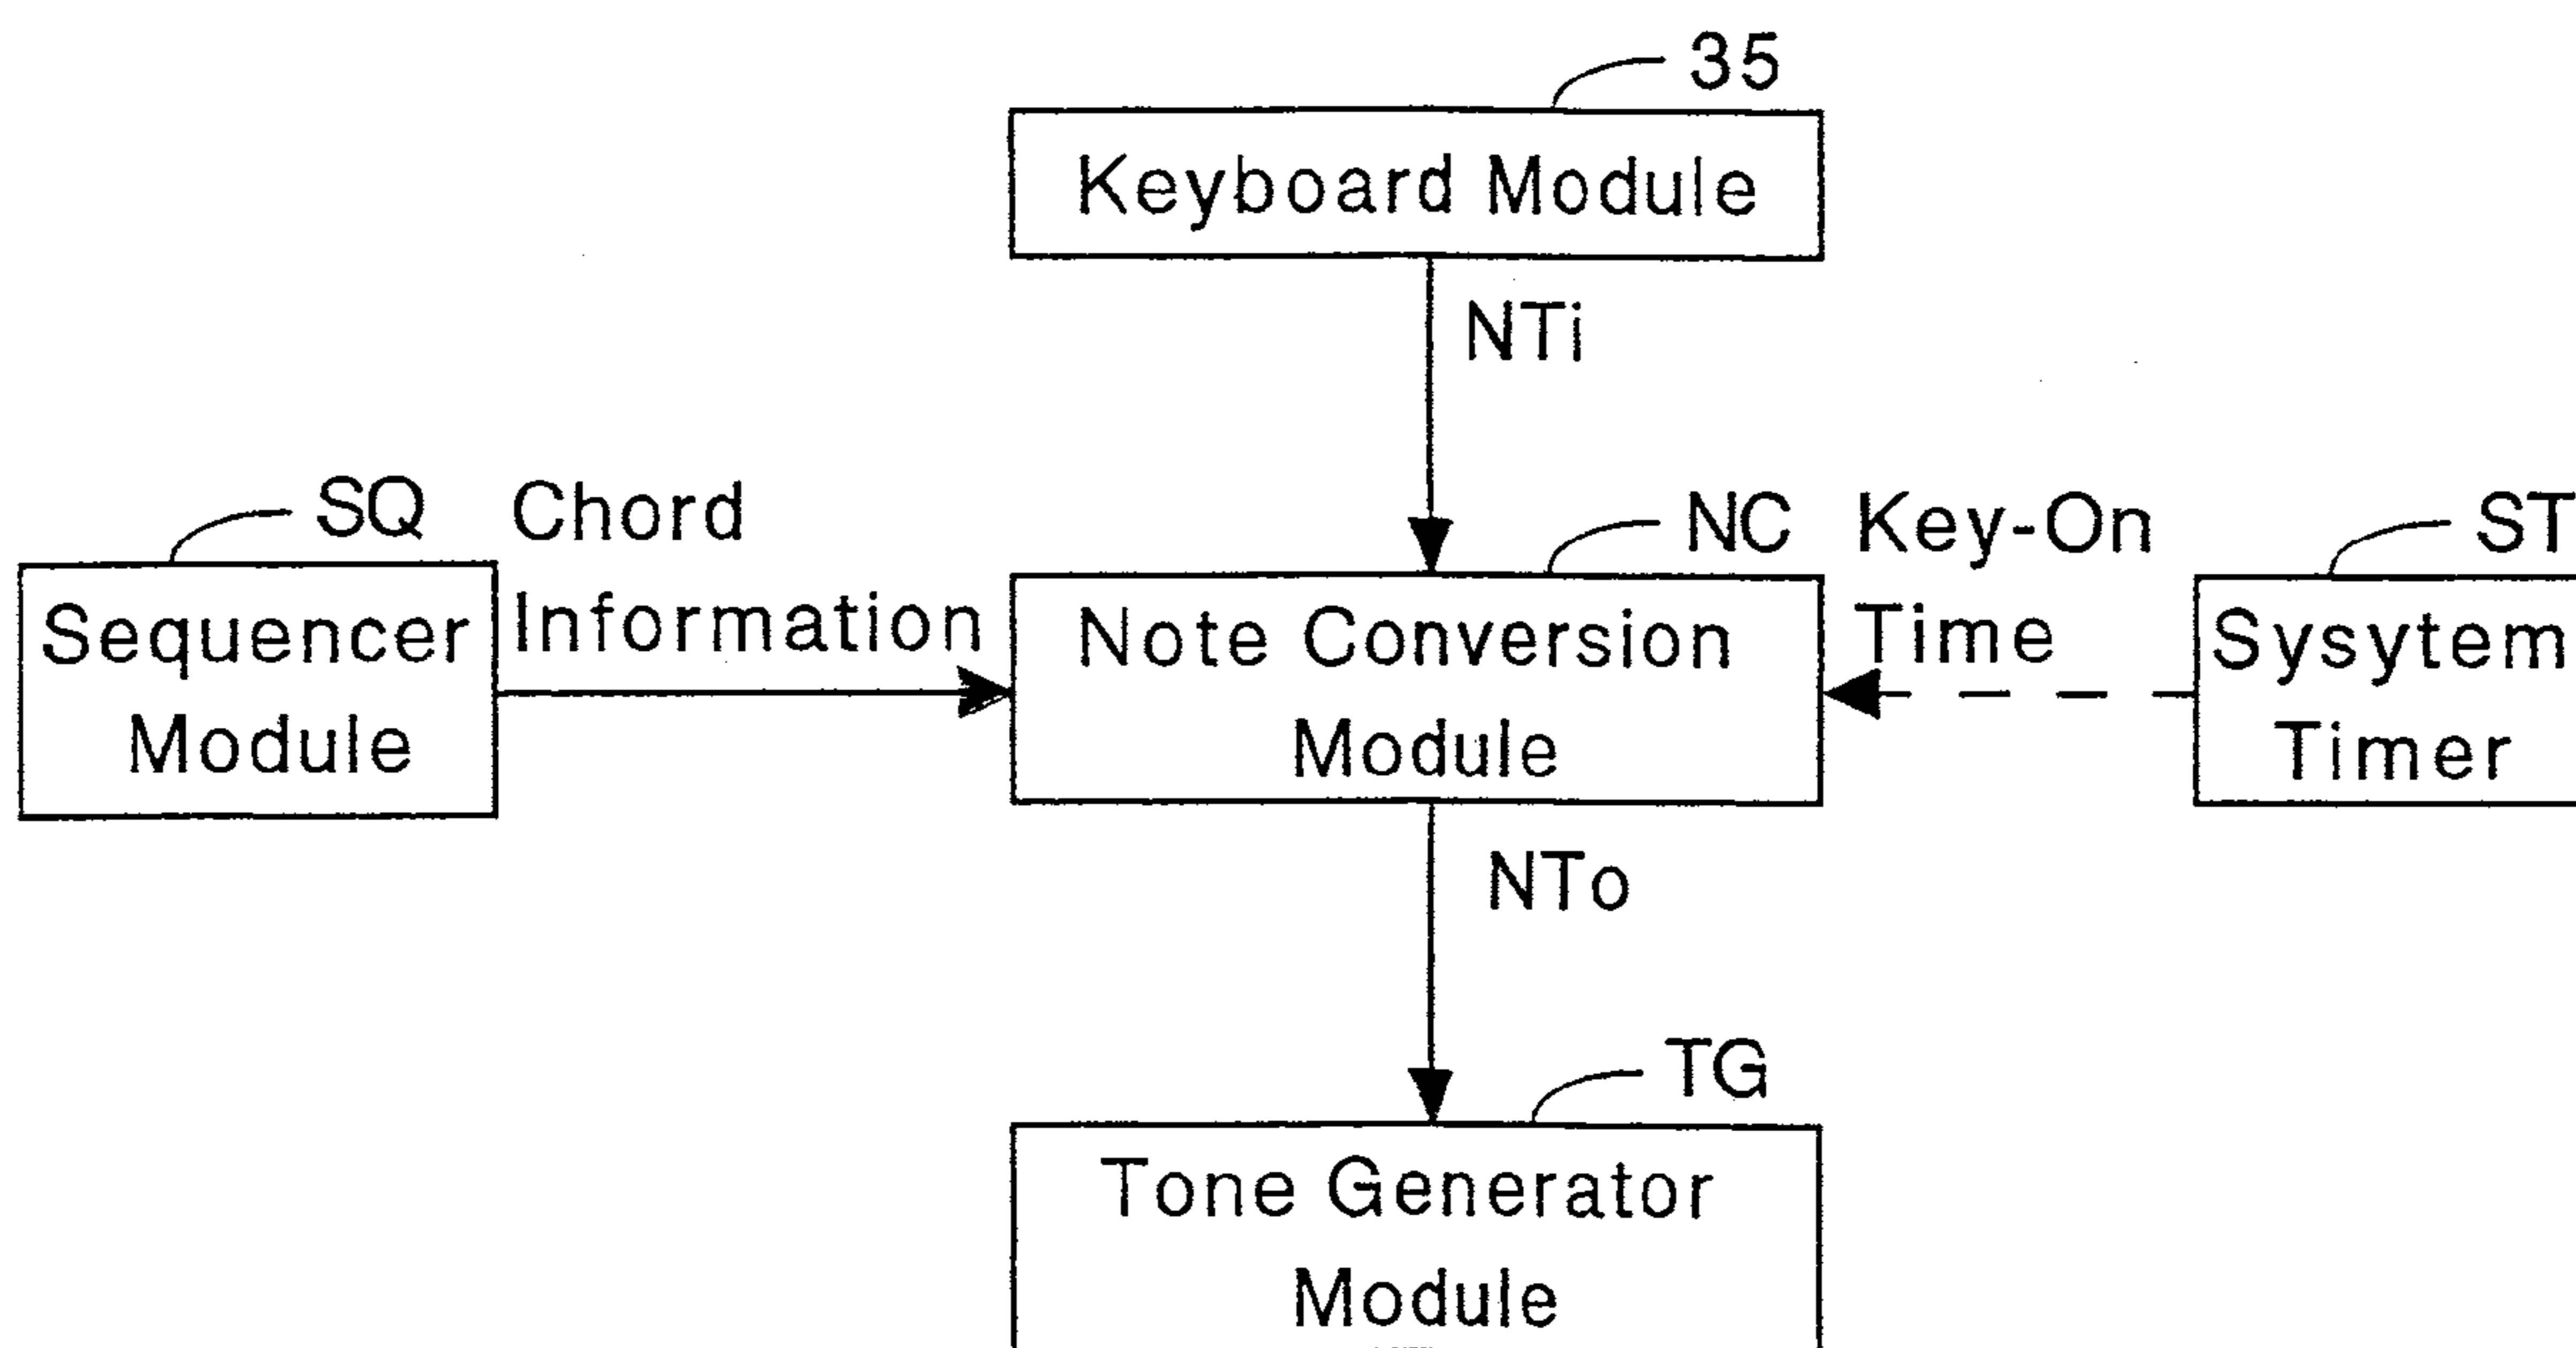 35
Keyboard Module
NTi
SQ
Chord
Information
NC
Key-On
Time
ST
Sequencer
Module
Note Conversion
Module
Sysytem
Timer
NTo
TG
Tone Generator
Module